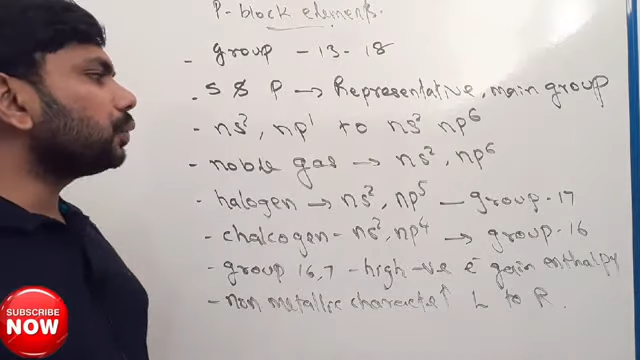 P-block elements.
- group - 13-18
- s & p → Representative, main group
- ns², np¹ to ns² np⁶
- noble gas → ns², np⁶
- halogen → ns², np⁵ - group-17
- chalcogen - ns², np⁴ → group-16
- group 16,7 - high -ve e⁻ gain enthalpy
- non metallic character↑ L to R.
SUBSCRIBE
NOW